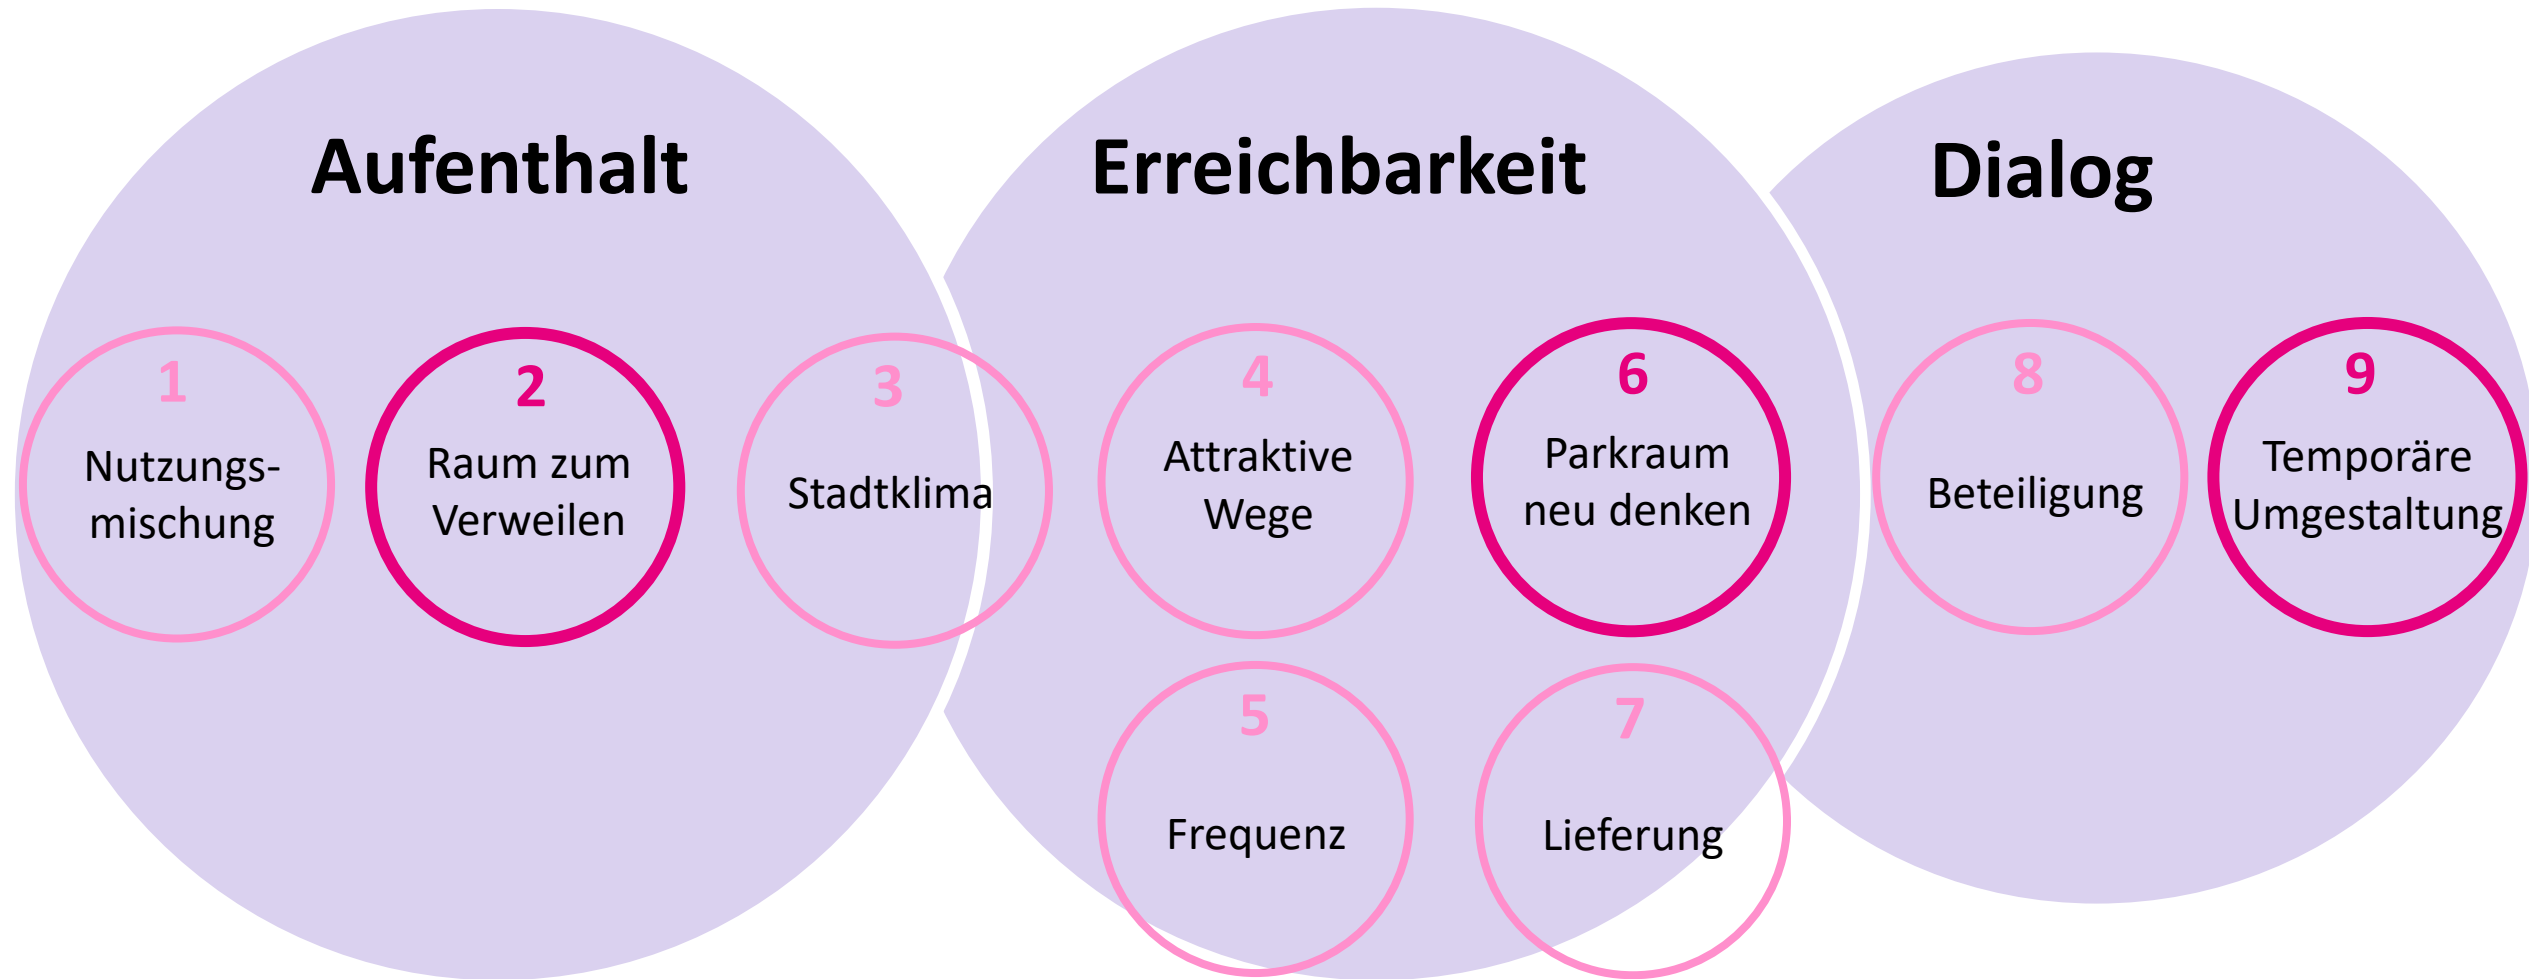 Aufenthalt
1
Nutzungs-
mischung
2
Raum zum
Verweilen
3
Stadtklima
Erreichbarkeit
4
Attraktive
Wege
5
Frequenz
6
Parkraum
neu denken
7
Lieferung
Dialog
8
Beteiligung
9
Temporäre
Umgestaltung